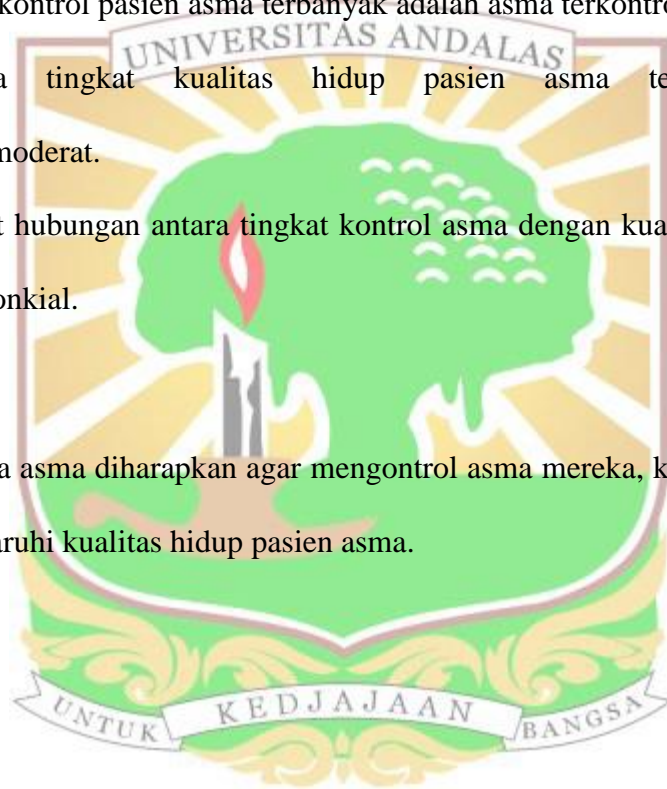 kontrol pasien asma terbanyak adalah asma terkontro
UNIVERSITAS ANDALAS
a tingkat kualitas hidup pasien asma te
moderat.
t hubungan antara tingkat kontrol asma dengan kua
onkial.
a asma diharapkan agar mengontrol asma mereka, k
aruhi kualitas hidup pasien asma.
UNTUK KEDJAJAAN BANGSA